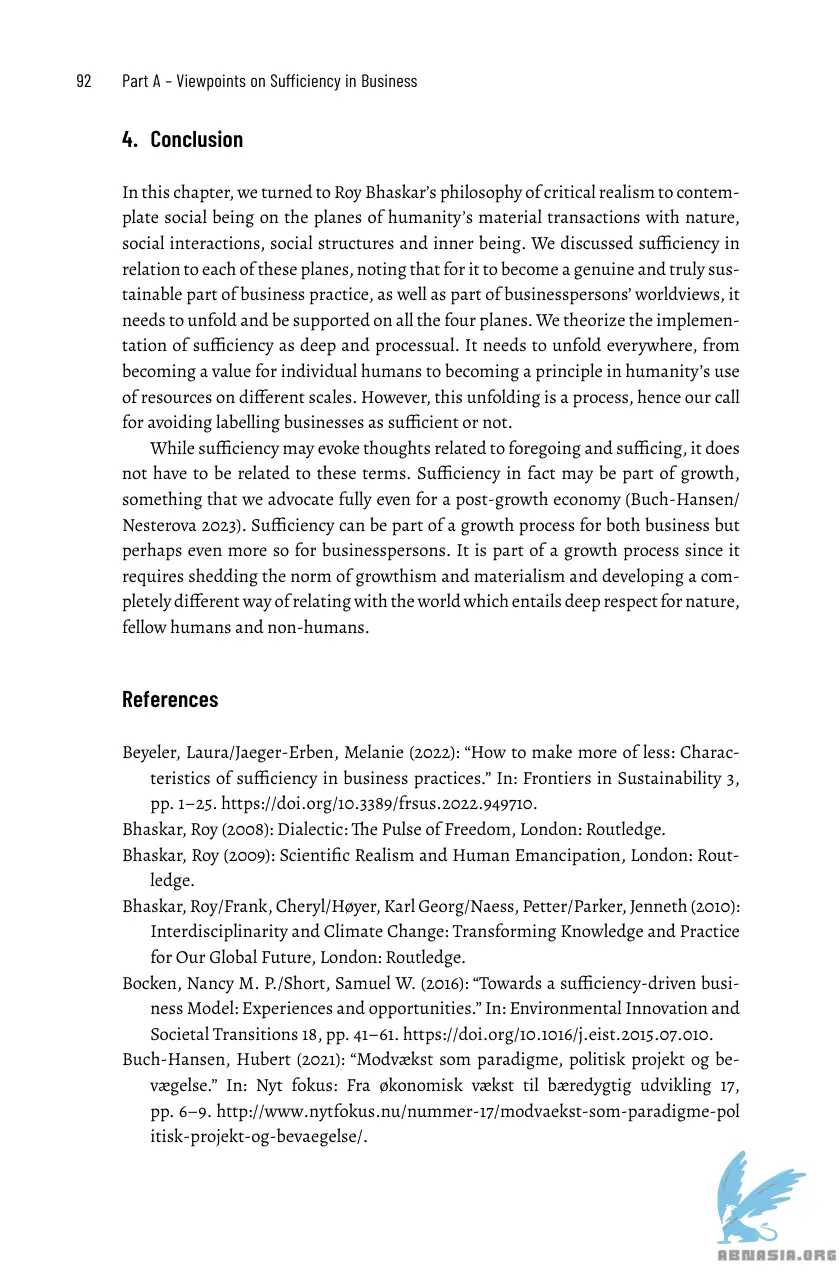 92 Part A – Viewpoints on Sufficiency in Business
4. Conclusion
In this chapter, we turned to Roy Bhaskar’s philosophy of critical realism to contem-
plate social being on the planes of humanity’s material transactions with nature,
social interactions, social structures and inner being. We discussed sufficiency in
relation to each of these planes, noting that for it to become a genuine and truly sus-
tainable part of business practice, as well as part of businesspersons’ worldviews, it
needs to unfold and be supported on all the four planes. We theorize the implemen-
tation of sufficiency as deep and processual. It needs to unfold everywhere, from
becoming a value for individual humans to becoming a principle in humanity’s use
of resources on different scales. However, this unfolding is a process, hence our call
for avoiding labelling businesses as sufficient or not.
While sufficiency may evoke thoughts related to foregoing and sufficing, it does
not have to be related to these terms. Sufficiency in fact may be part of growth,
something that we advocate fully even for a post-growth economy (Buch-Hansen/
Nesterova 2023). Sufficiency can be part of a growth process for both business but
perhaps even more so for businesspersons. It is part of a growth process since it
requires shedding the norm of growthism and materialism and developing a com-
pletely different way of relating with the world which entails deep respect for nature,
fellow humans and non-humans.
References
Beyeler, Laura/Jaeger-Erben, Melanie (2022): “How to make more of less: Charac-
teristics of sufficiency in business practices.” In: Frontiers in Sustainability 3,
pp. 1–25. https://doi.org/10.3389/frsus.2022.949710.
Bhaskar, Roy (2008): Dialectic: The Pulse of Freedom, London: Routledge.
Bhaskar, Roy (2009): Scientific Realism and Human Emancipation, London: Rout-
ledge.
Bhaskar, Roy/Frank, Cheryl/Høyer, Karl Georg/Naess, Petter/Parker, Jenneth (2010):
Interdisciplinarity and Climate Change: Transforming Knowledge and Practice
for Our Global Future, London: Routledge.
Bocken, Nancy M. P./Short, Samuel W. (2016): “Towards a sufficiency-driven busi-
ness Model: Experiences and opportunities.” In: Environmental Innovation and
Societal Transitions 18, pp. 41–61. https://doi.org/10.1016/j.eist.2015.07.010.
Buch-Hansen, Hubert (2021): “Modvækst som paradigme, politisk projekt og be-
vægelse.” In: Nyt fokus: Fra økonomisk vækst til bæredygtig udvikling 17,
pp. 6–9. http://www.nytfokus.nu/nummer-17/modvaekst-som-paradigme-pol
itisk-projekt-og-bevaegelse/.
ABNASIA.ORG